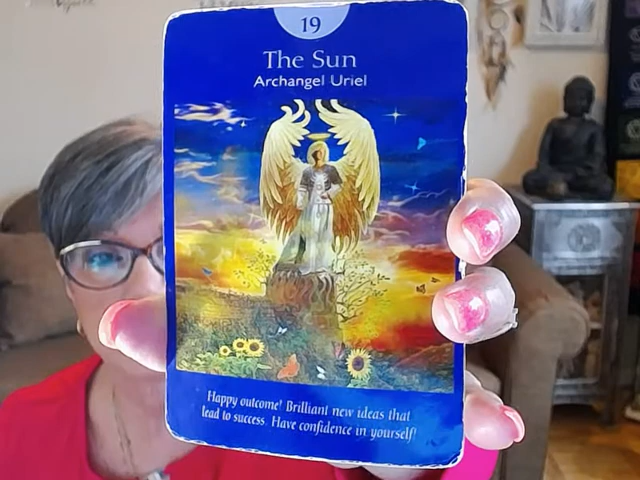 19
The Sun
Archangel Uriel
Happy outcome! Brilliant new ideas that
lead to success. Have confidence in yourself!